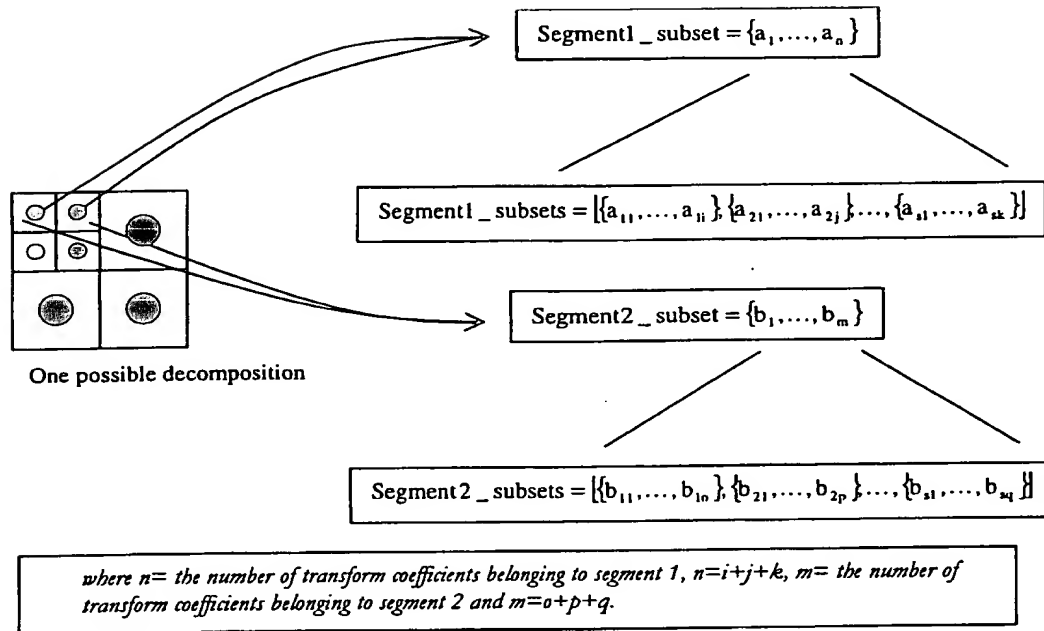 Segment1_subset = {a₁,...,aₙ}
Segment1_subsets = [{a₁₁,...,a₁ᵢ},{a₂₁,...,a₂ⱼ},...,{aₛ₁,...,aₛₖ}]
Segment2_subset = {b₁,...,bₘ}
One possible decomposition
Segment2_subsets = [{b₁₁,...,b₁ₒ},{b₂₁,...,b₂ₚ},...,{bₛ₁,...,b_sq}]
where n= the number of transform coefficients belonging to segment 1, n=i+j+k, m= the number of
transform coefficients belonging to segment 2 and m=o+p+q.